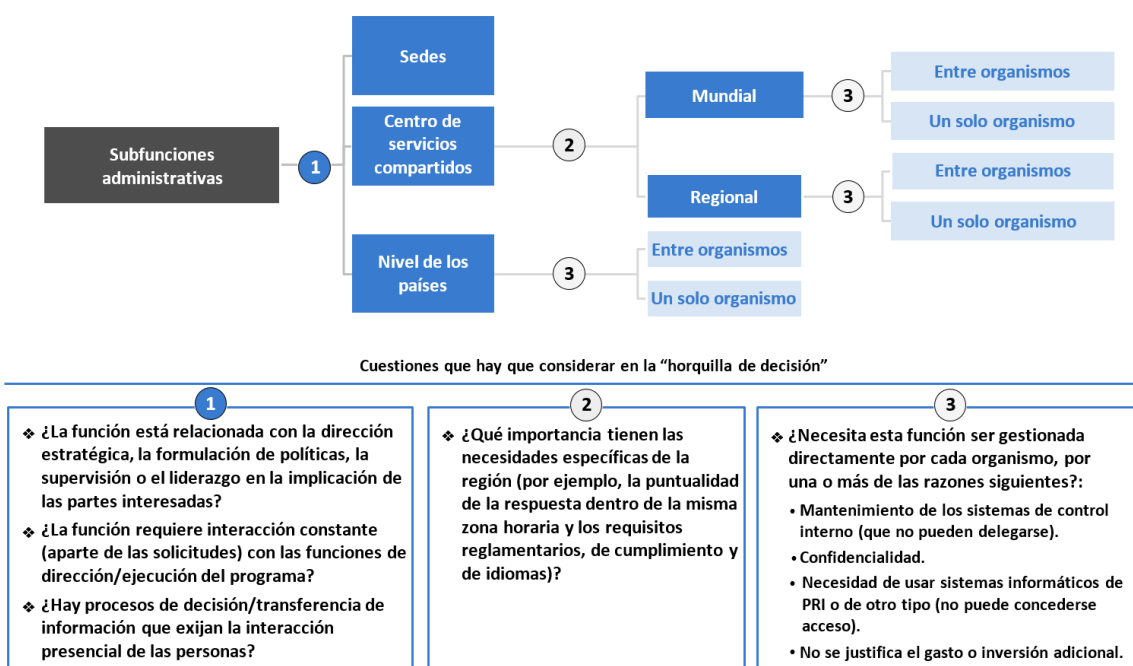 Subfunciones
administrativas
1
Sedes
Centro de
servicios
compartidos
2
Mundial
3
Entre organismos
Un solo organismo
Regional
3
Entre organismos
Un solo organismo
Nivel de los
países
3
Entre organismos
Un solo organismo
Cuestiones que hay que considerar en la “horquilla de decisión”
1
❖ ¿La función está relacionada con la dirección
estratégica, la formulación de políticas, la
supervisión o el liderazgo en la implicación de
las partes interesadas?
❖ ¿La función requiere interacción constante
(aparte de las solicitudes) con las funciones de
dirección/ejecución del programa?
❖ ¿Hay procesos de decisión/transferencia de
información que exijan la interacción
presencial de las personas?
2
❖ ¿Qué importancia tienen las
necesidades específicas de la
región (por ejemplo, la puntualidad
de la respuesta dentro de la misma
zona horaria y los requisitos
reglamentarios, de cumplimiento y
de idiomas)?
3
❖ ¿Necesita esta función ser gestionada
directamente por cada organismo, por
una o más de las razones siguientes?:
• Mantenimiento de los sistemas de control
interno (que no pueden delegarse).
• Confidencialidad.
• Necesidad de usar sistemas informáticos de
PRI o de otro tipo (no puede concederse
acceso).
• No se justifica el gasto o inversión adicional.